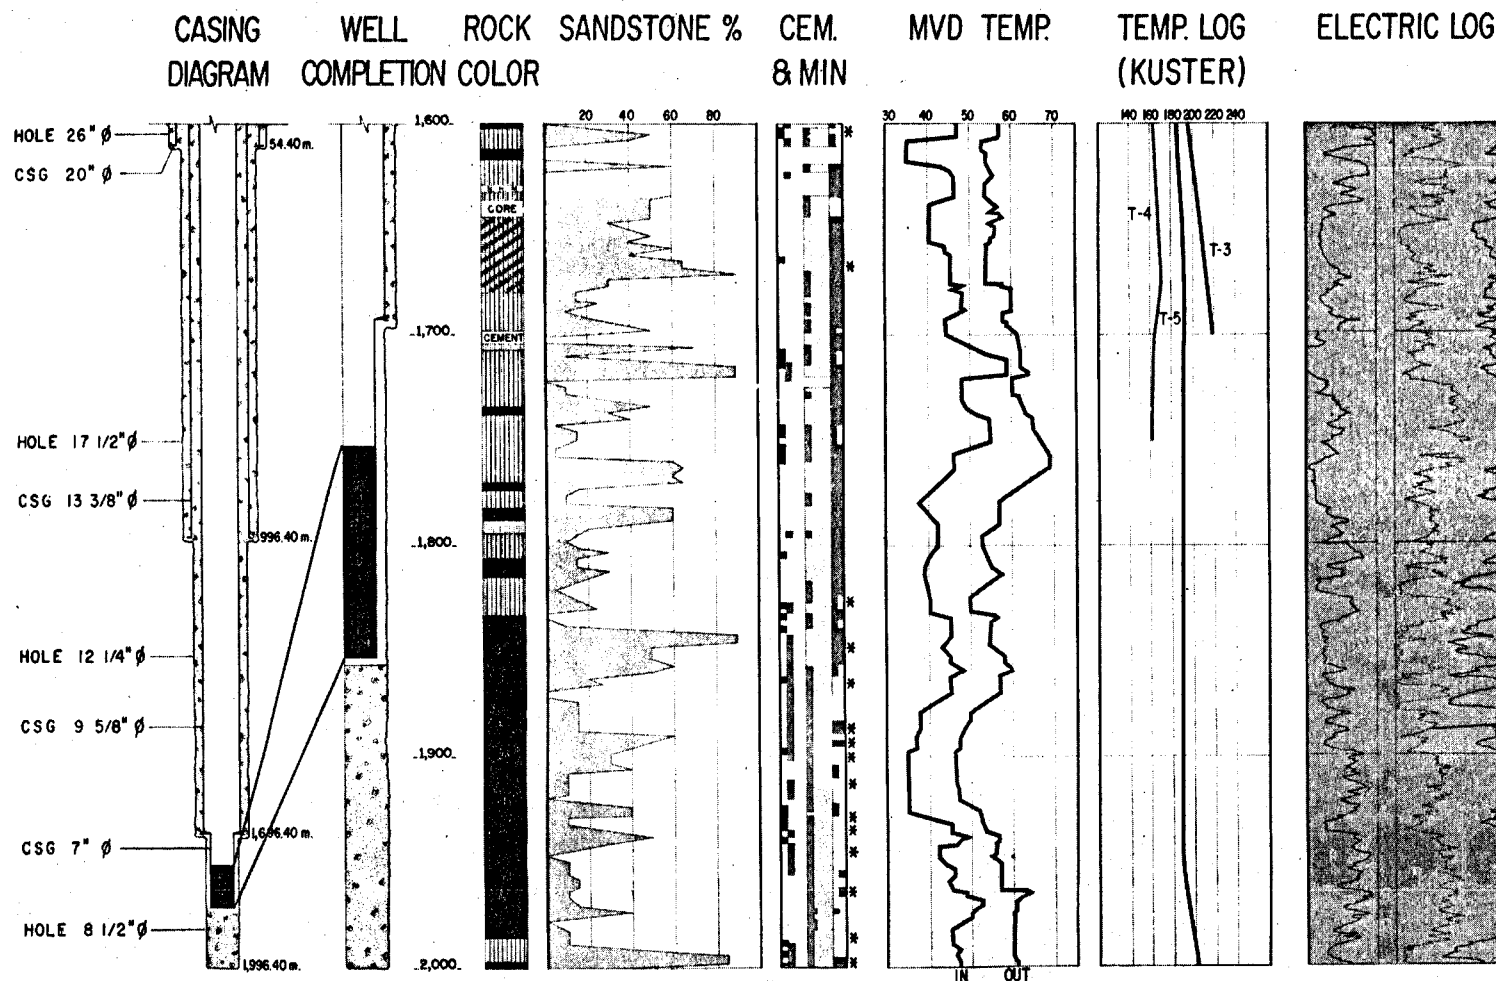 CASING DIAGRAM
WELL COMPLETION
ROCK COLOR
SANDSTONE %
CEM. & MIN
MVD TEMP.
TEMP. LOG (KUSTER)
ELECTRIC LOG
20 40 60 80
30 40 50 60 70
140 160 180 200 220 240
HOLE 26" Ø
54.40 m.
CSG 20" Ø
1,600
CORE
T-4
T-3
T-5
1,700
CEMENT
HOLE 17 1/2" Ø
CSG 13 3/8" Ø
996.40 m.
1,800
HOLE 12 1/4" Ø
CSG 9 5/8" Ø
1,900
1,696.40 m.
CSG 7" Ø
HOLE 8 1/2" Ø
1,996.40 m.
2,000
IN OUT